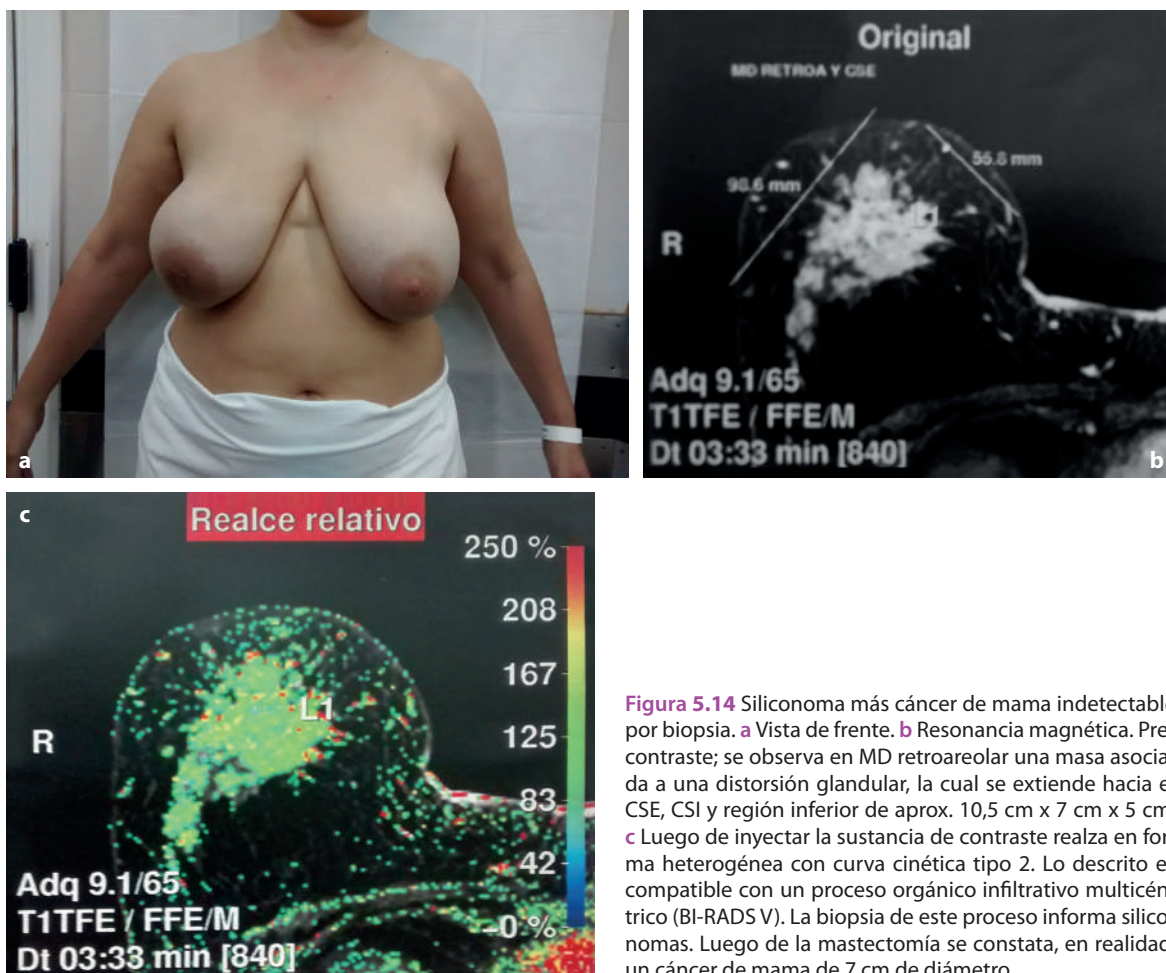 a
Original
MD RETROA Y CSE
98.6 mm
55.8 mm
L1
R
Adq 9.1/65
T1TFE / FFE/M
Dt 03:33 min [840]
b
c
Realce relativo
250 %
208
167
L1
125
R
83
42
Adq 9.1/65
T1TFE / FFE/M
–0 %
Dt 03:33 min [840]
Figura 5.14 Siliconoma más cáncer de mama indetectabl
por biopsia. a Vista de frente. b Resonancia magnética. Pre
contraste; se observa en MD retroareolar una masa asocia
da a una distorsión glandular, la cual se extiende hacia e
CSE, CSI y región inferior de aprox. 10,5 cm x 7 cm x 5 cm
c Luego de inyectar la sustancia de contraste realza en for
ma heterogénea con curva cinética tipo 2. Lo descrito e
compatible con un proceso orgánico infiltrativo multicén
trico (BI-RADS V). La biopsia de este proceso informa silico
nomas. Luego de la mastectomía se constata, en realidad
un cáncer de mama de 7 cm de diámetro